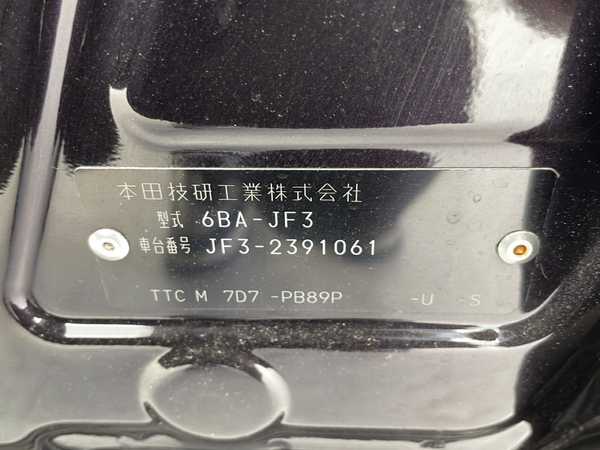 本田技研工業株式会社
型式 6BA-JF3
車台番号 JF3-2391061
TTC M 7D7 -PB89P -U -S